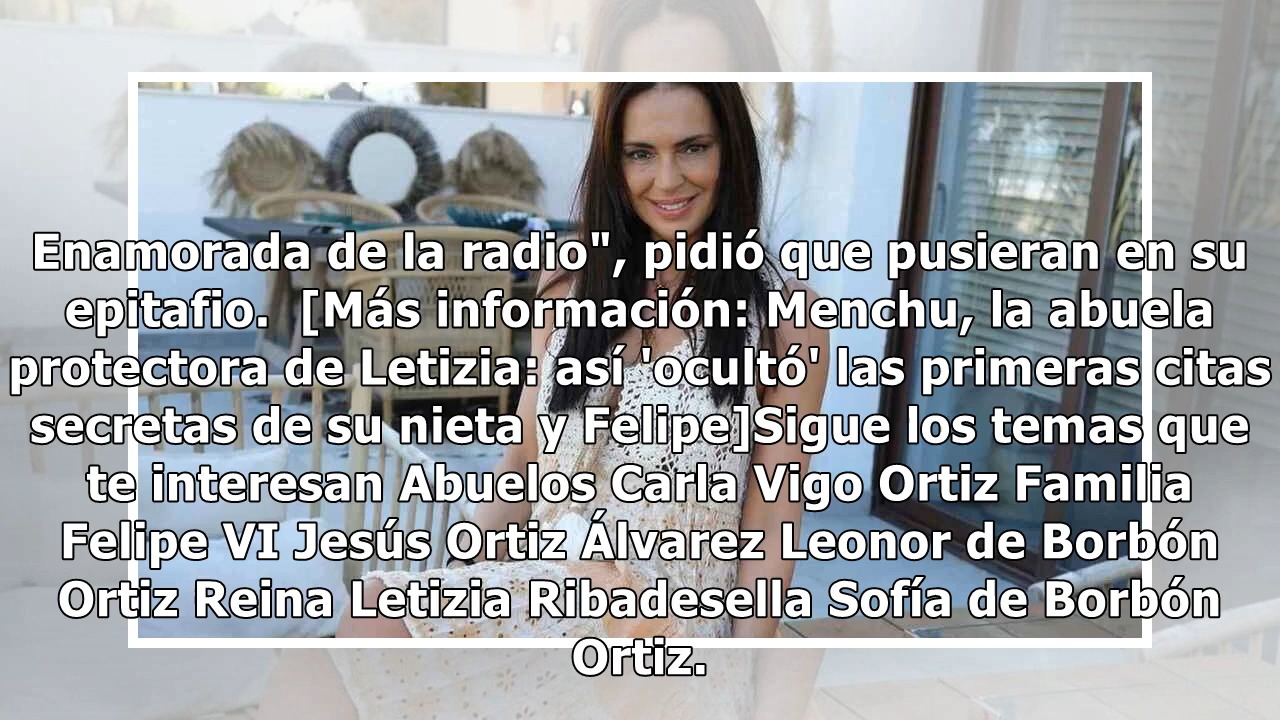 Enamorada de la radio", pidió que pusieran en su
epitafio.  [Más información: Menchu, la abuela
protectora de Letizia: así 'ocultó' las primeras citas
secretas de su nieta y Felipe]Sigue los temas que
te interesan Abuelos Carla Vigo Ortiz Familia
Felipe VI Jesús Ortiz Álvarez Leonor de Borbón
Ortiz Reina Letizia Ribadesella Sofía de Borbón
Ortiz.